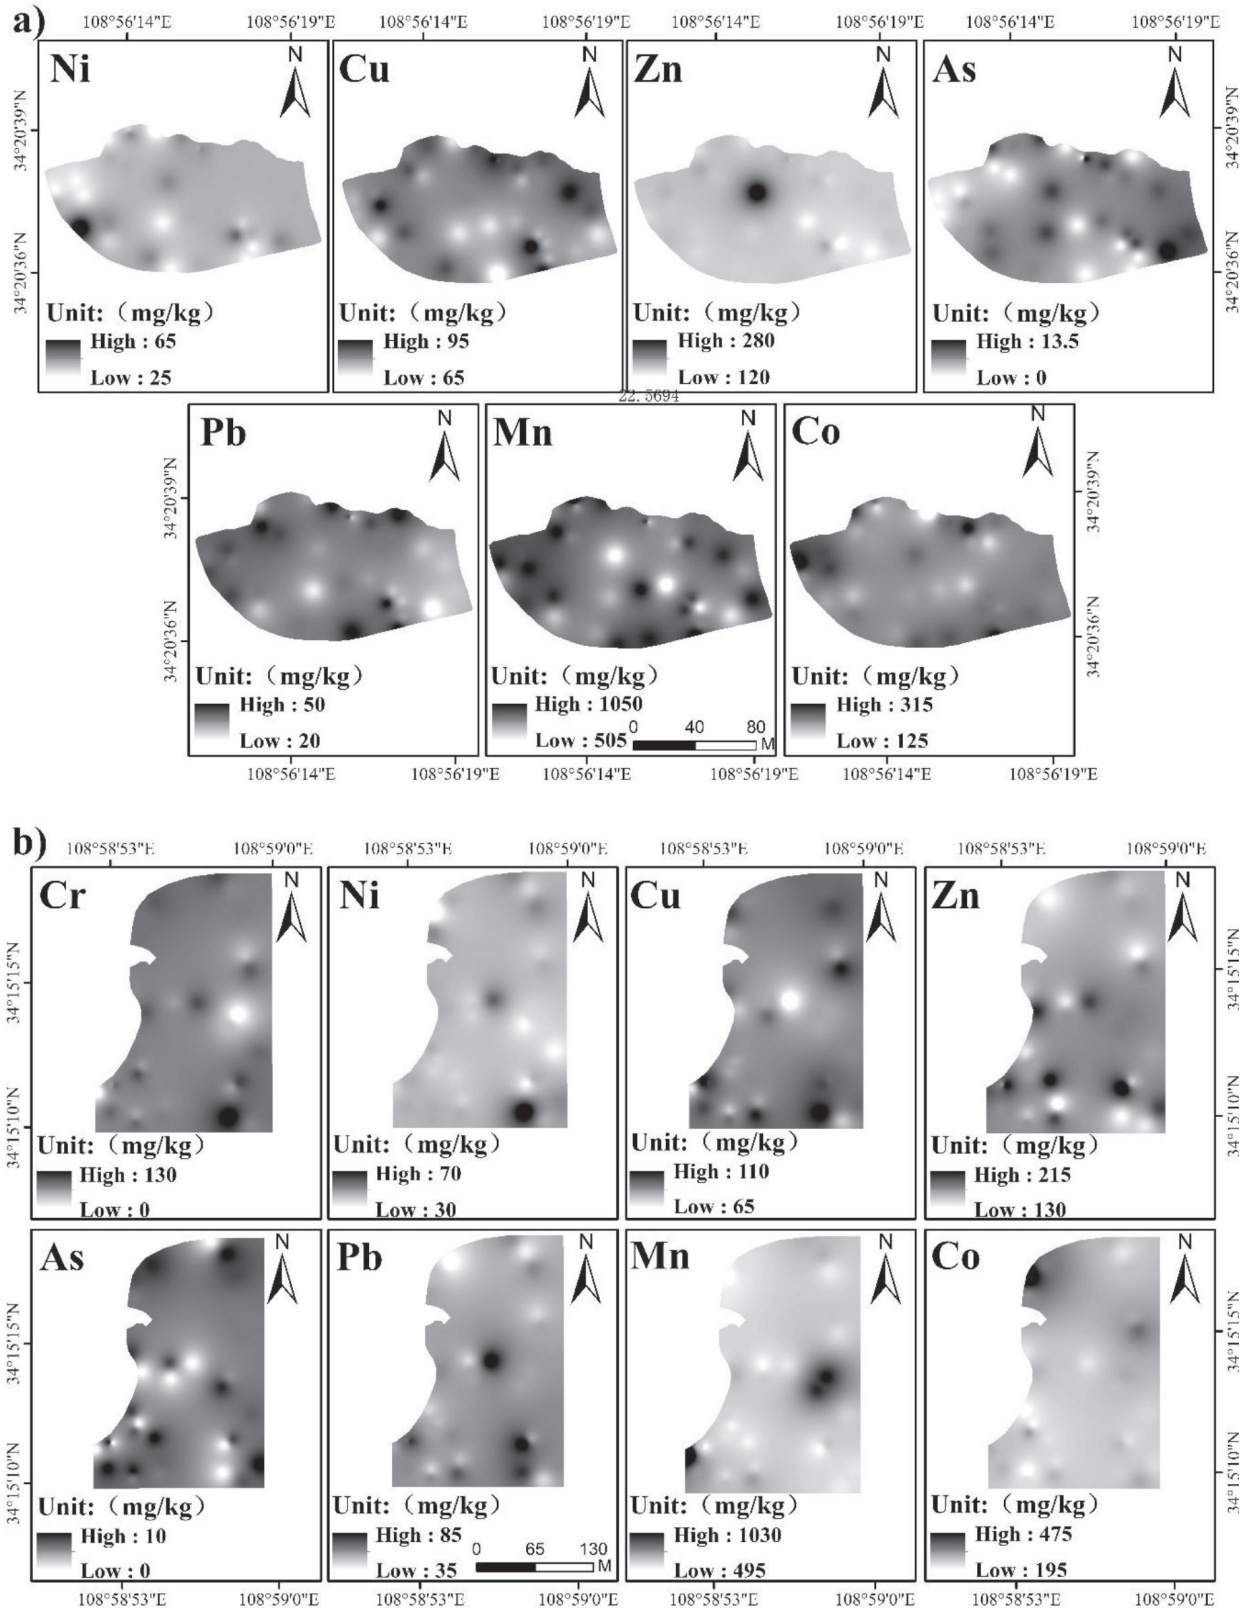 a)
108°56'14"E 108°56'19"E 108°56'14"E 108°56'19"E 108°56'14"E 108°56'19"E 108°56'14"E 108°56'19"E
Ni N Cu N Zn N As N
34°20'39"N 34°20'39"N
34°20'36"N 34°20'36"N
Unit:（mg/kg） Unit:（mg/kg） Unit:（mg/kg） Unit:（mg/kg）
High : 65 High : 95 High : 280 High : 13.5
Low : 25 Low : 65 Low : 120 Low : 0
22.5694
Pb N Mn N Co N
34°20'39"N 34°20'39"N
34°20'36"N 34°20'36"N
Unit:（mg/kg） Unit:（mg/kg） Unit:（mg/kg）
High : 50 High : 1050 High : 315
0 40 80
Low : 20 Low : 505 M Low : 125
108°56'14"E 108°56'19"E 108°56'14"E 108°56'19"E 108°56'14"E 108°56'19"E
b)
108°58'53"E 108°59'0"E 108°58'53"E 108°59'0"E 108°58'53"E 108°59'0"E 108°58'53"E 108°59'0"E
Cr N Ni N Cu N Zn N
34°15'15"N 34°15'15"N
34°15'10"N 34°15'10"N
Unit:（mg/kg） Unit:（mg/kg） Unit:（mg/kg） Unit:（mg/kg）
High : 130 High : 70 High : 110 High : 215
Low : 0 Low : 30 Low : 65 Low : 130
As N Pb N Mn N Co N
34°15'15"N 34°15'15"N
34°15'10"N 34°15'10"N
Unit:（mg/kg） Unit:（mg/kg） Unit:（mg/kg） Unit:（mg/kg）
High : 10 High : 85 High : 1030 High : 475
0 65 130
Low : 0 Low : 35 M Low : 495 Low : 195
108°58'53"E 108°59'0"E 108°58'53"E 108°59'0"E 108°58'53"E 108°59'0"E 108°58'53"E 108°59'0"E